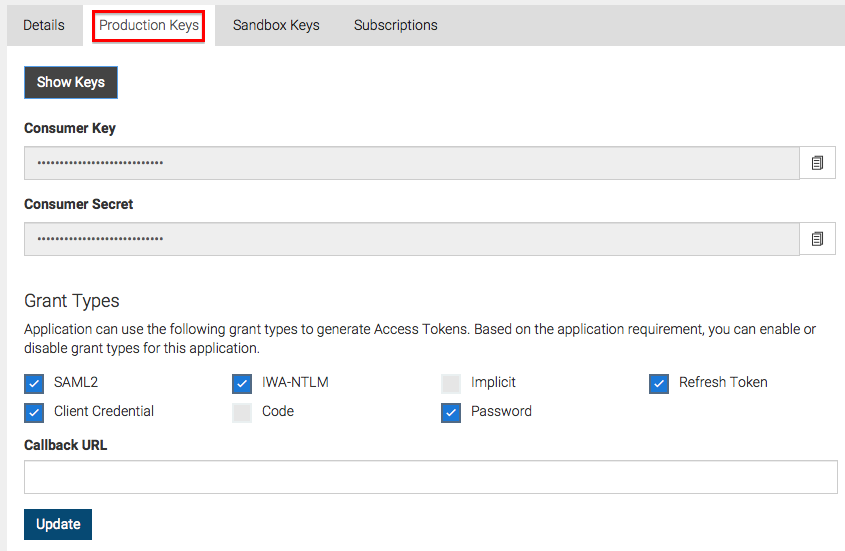 Details Production Keys Sandbox Keys Subscriptions
Show Keys
Consumer Key
••••••••••••••••••••••••••••
Consumer Secret
••••••••••••••••••••••••••••
Grant Types
Application can use the following grant types to generate Access Tokens. Based on the application requirement, you can enable or
disable grant types for this application.
SAML2 IWA-NTLM Implicit Refresh Token
Client Credential Code Password
Callback URL
Update